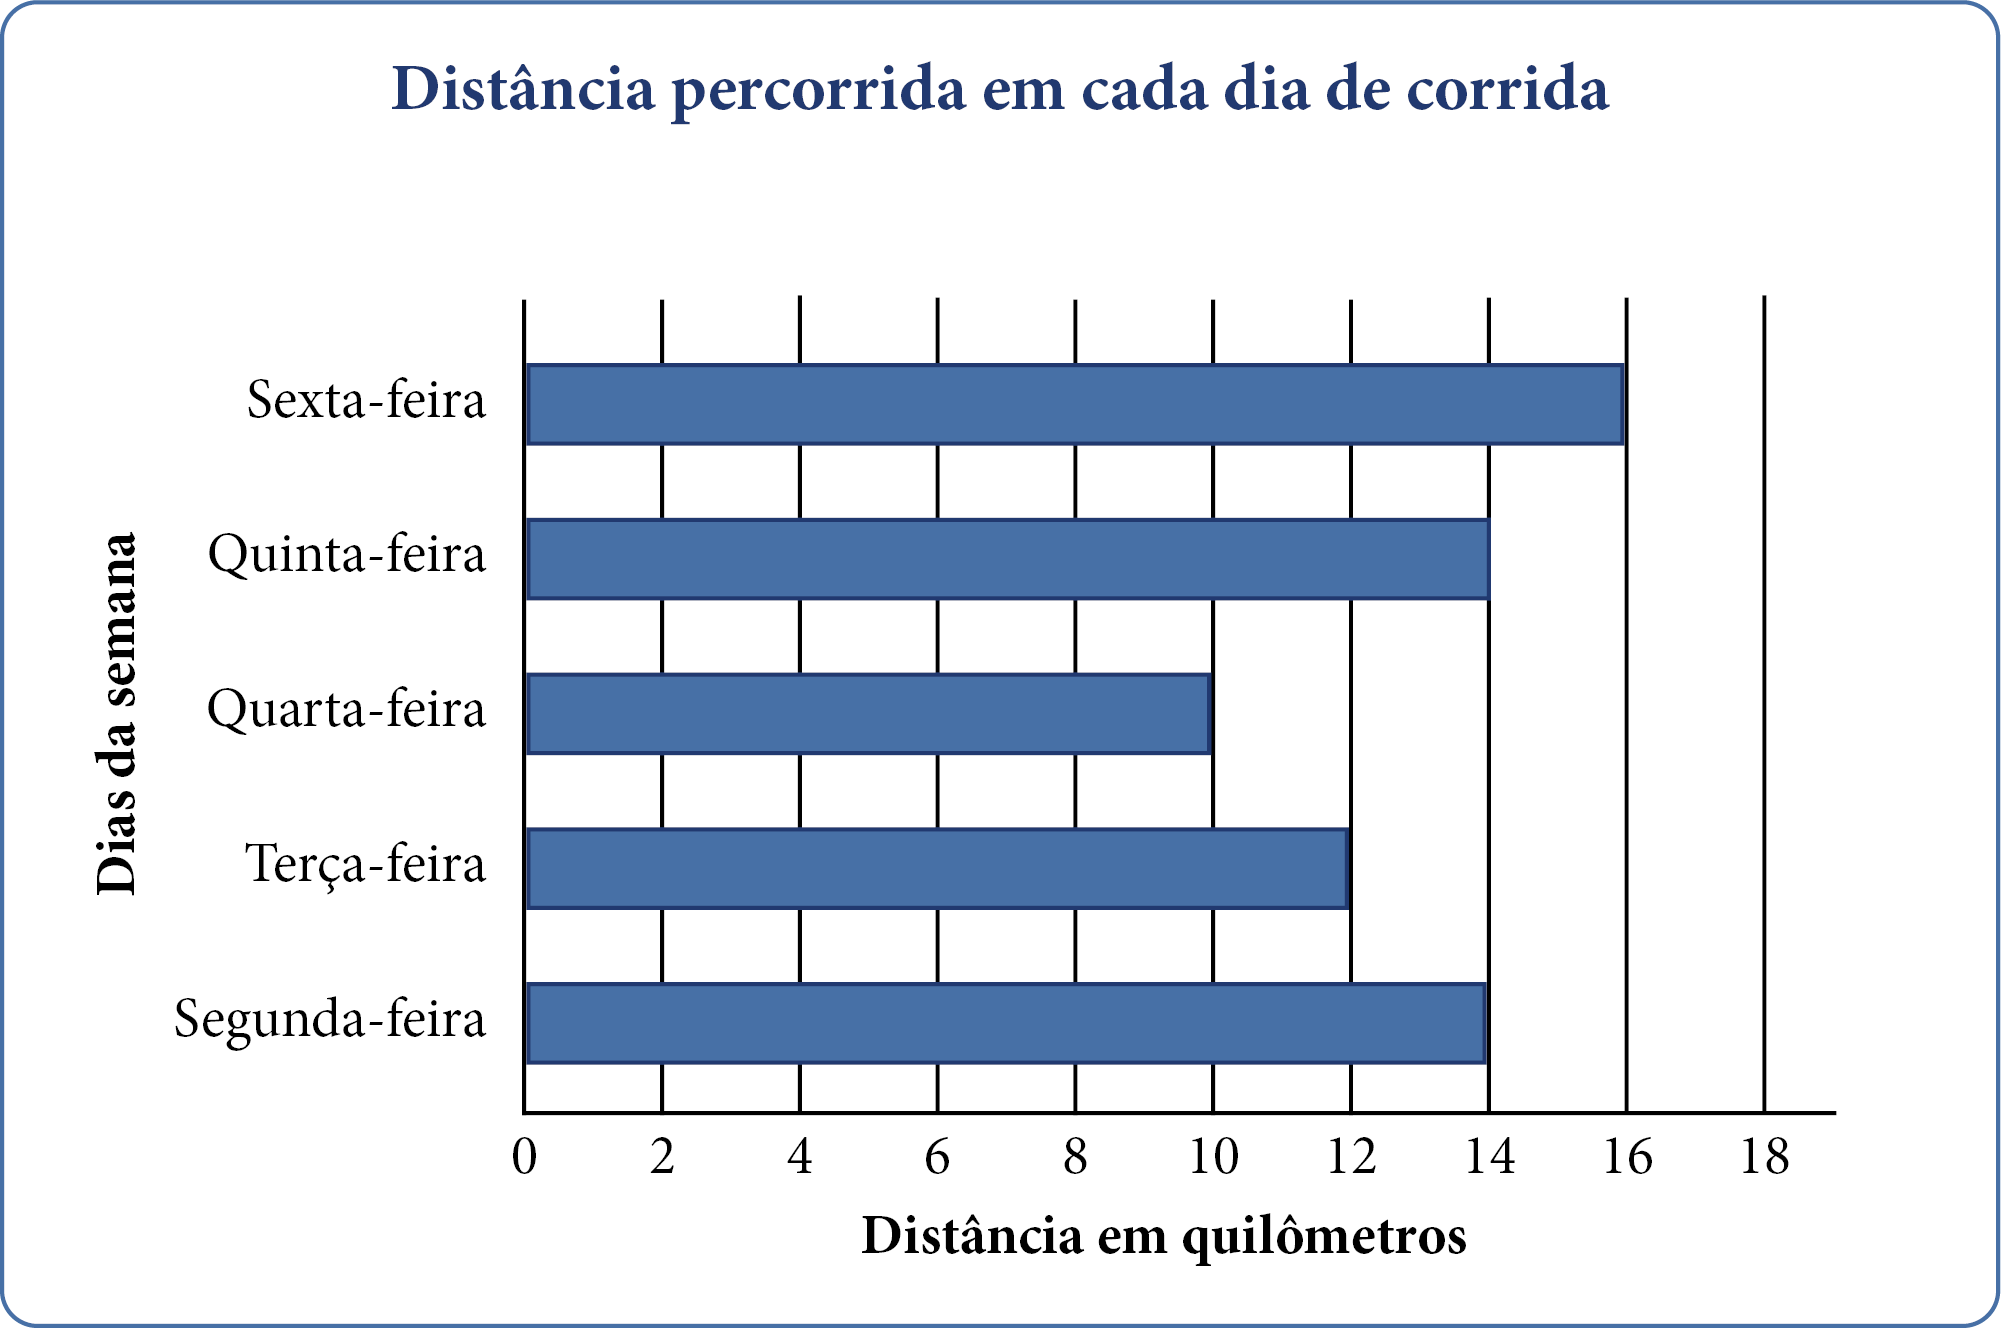 Distância percorrida em cada dia de corrida
Dias da semana
Sexta-feira
Quinta-feira
Quarta-feira
Terça-feira
Segunda-feira
0 2 4 6 8 10 12 14 16 18
Distância em quilômetros